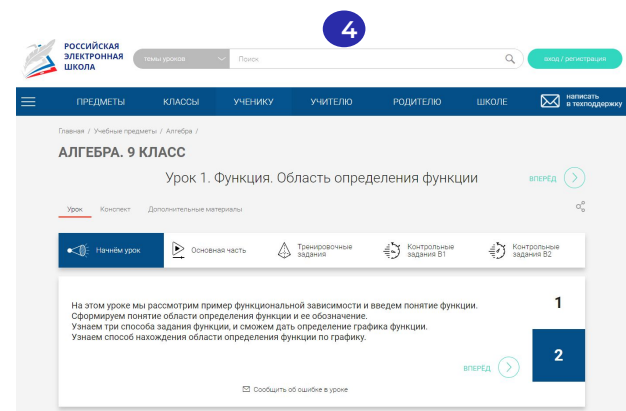 4
РОССИЙСКАЯ
ЭЛЕКТРОННАЯ
ШКОЛА
темы уроков
Поиск
вход / регистрация
ПРЕДМЕТЫ КЛАССЫ УЧЕНИКУ УЧИТЕЛЮ РОДИТЕЛЮ ШКОЛЕ написать
в техподдержку
Главная / Учебные предметы / Алгебра /
АЛГЕБРА. 9 КЛАСС
Урок 1. Функция. Область определения функции
ВПЕРЁД
Урок Конспект Дополнительные материалы
Начнём урок
Основная часть
Тренировочные
задания
Контрольные
задания В1
Контрольные
задания В2
На этом уроке мы рассмотрим пример функциональной зависимости и введем понятие функции.
Сформируем понятие области определения функции и ее обозначение.
Узнаем три способа задания функции, и сможем дать определение графика функции.
Узнаем способ нахождения области определения функции по графику.
1
2
ВПЕРЁД
Сообщить об ошибке в уроке